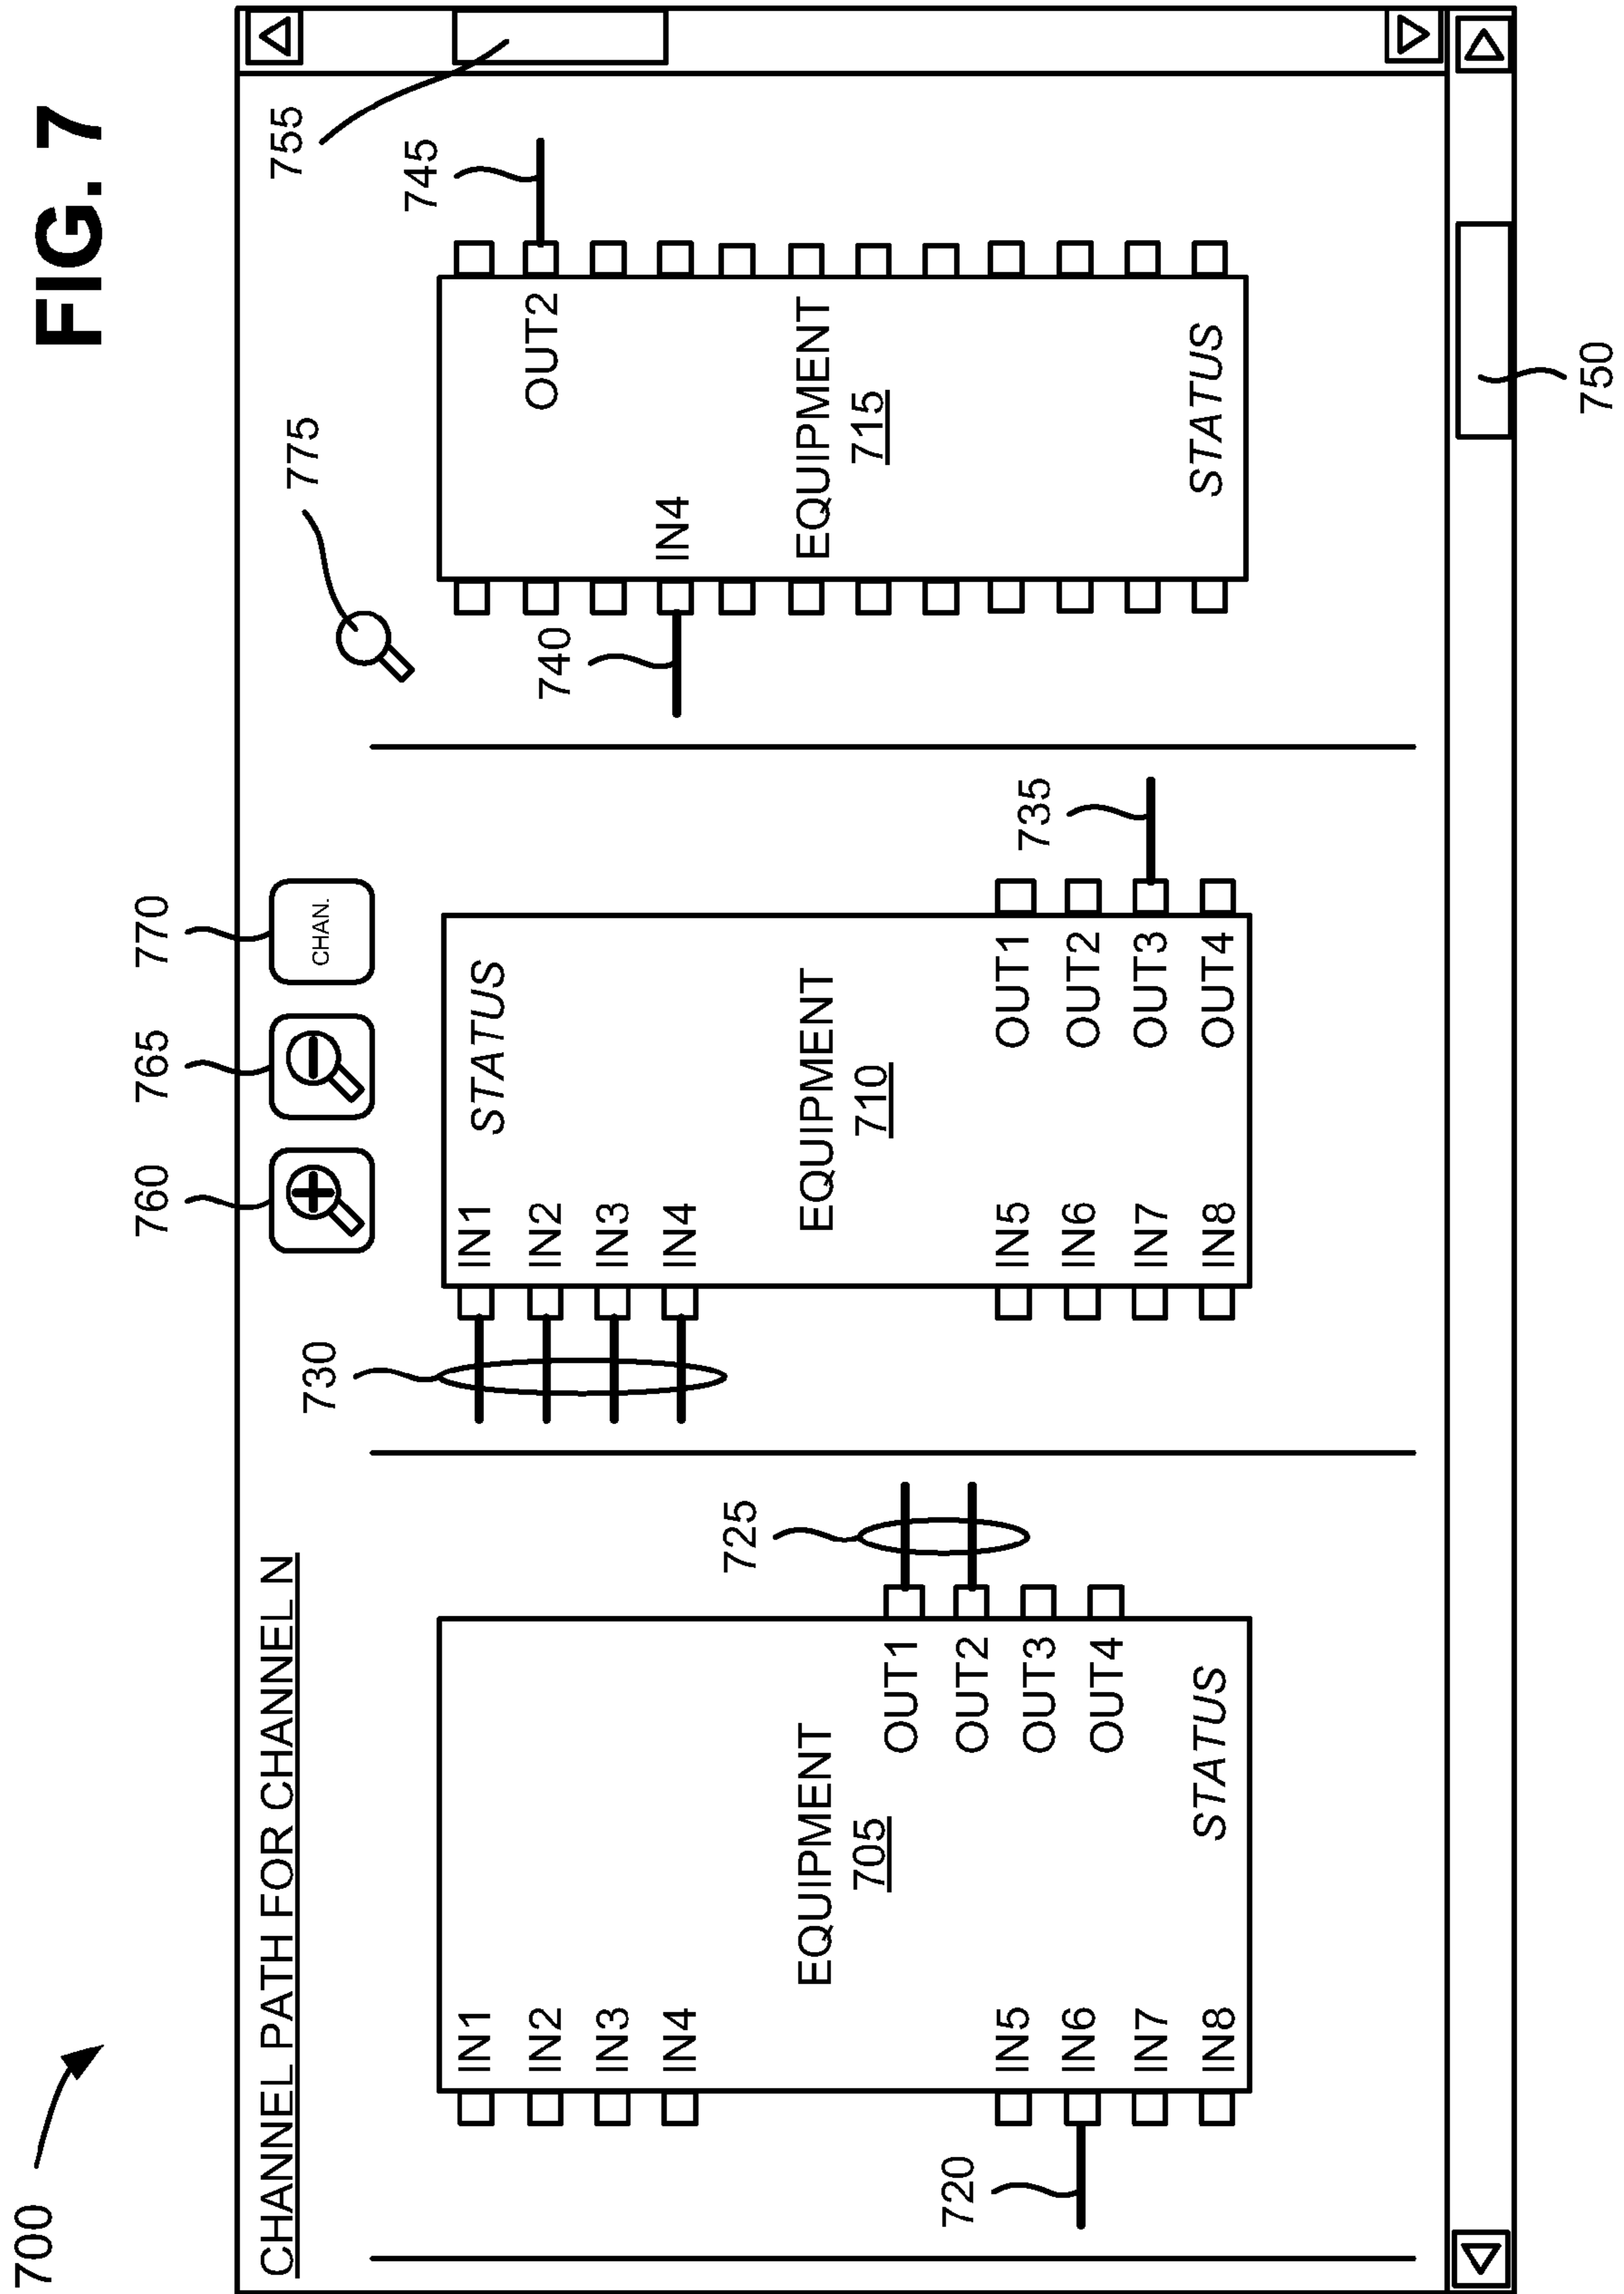 FIG. 7
700
CHANNEL PATH FOR CHANNEL N
760
765
770
CHAN.
775
755
720
IN1
IN2
IN3
IN4
EQUIPMENT
705
IN5
IN6
IN7
IN8
OUT1
OUT2
OUT3
OUT4
STATUS
725
730
IN1
IN2
IN3
IN4
STATUS
EQUIPMENT
710
IN5
IN6
IN7
IN8
OUT1
OUT2
OUT3
OUT4
735
740
IN4
OUT2
745
EQUIPMENT
715
STATUS
750